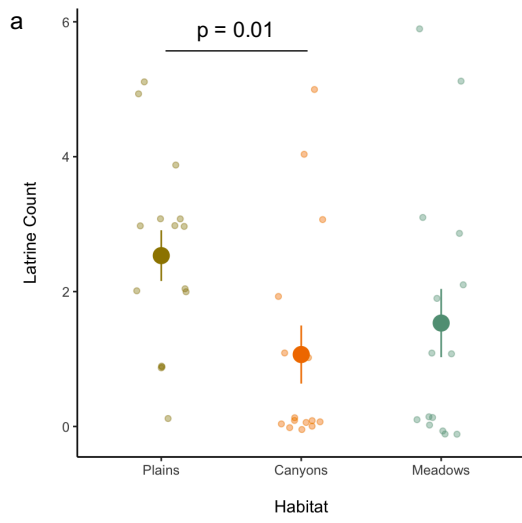 a
p = 0.01
Latrine Count
6
4
2
0
Plains Canyons Meadows
Habitat